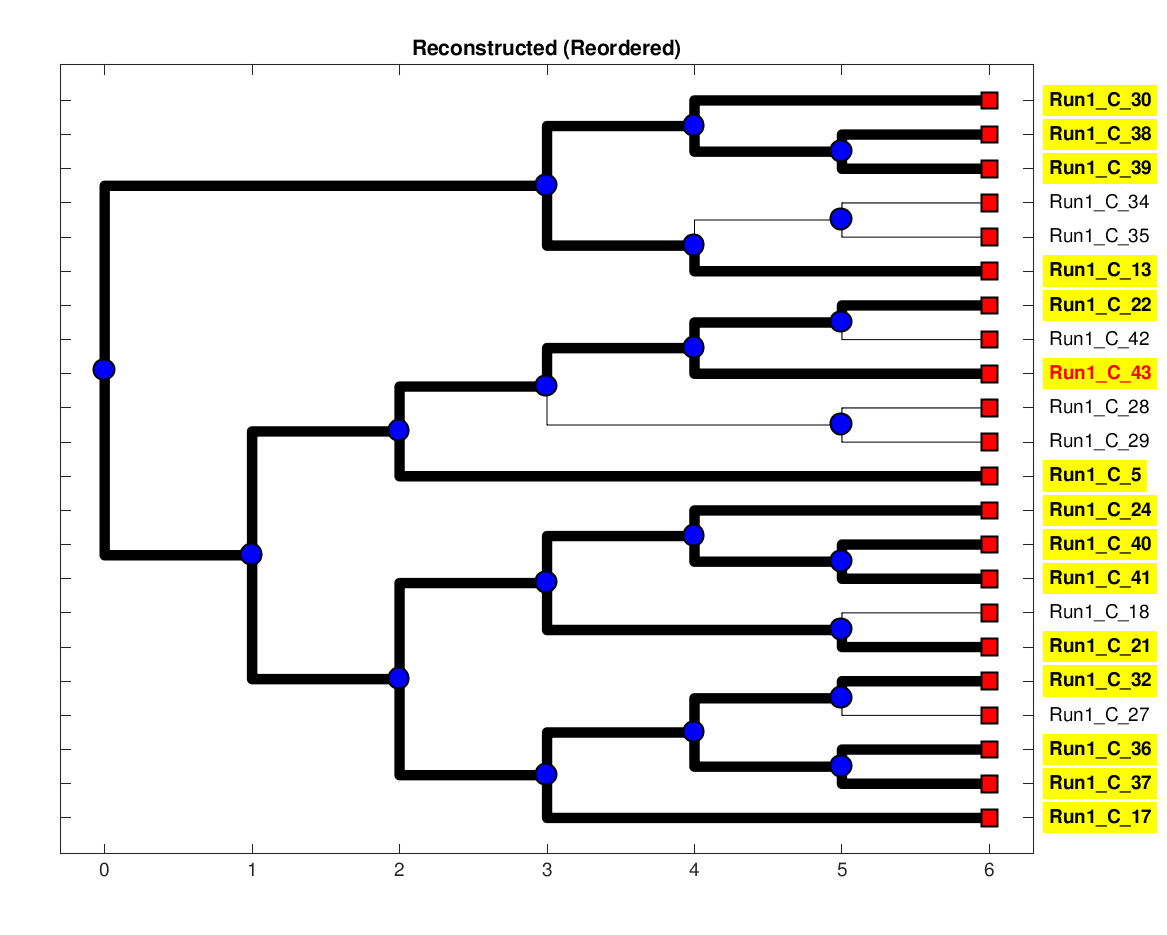 Reconstructed (Reordered)
Run1_C_30
Run1_C_38
Run1_C_39
Run1_C_34
Run1_C_35
Run1_C_13
Run1_C_22
Run1_C_42
Run1_C_43
Run1_C_28
Run1_C_29
Run1_C_5
Run1_C_24
Run1_C_40
Run1_C_41
Run1_C_18
Run1_C_21
Run1_C_32
Run1_C_27
Run1_C_36
Run1_C_37
Run1_C_17
0 1 2 3 4 5 6